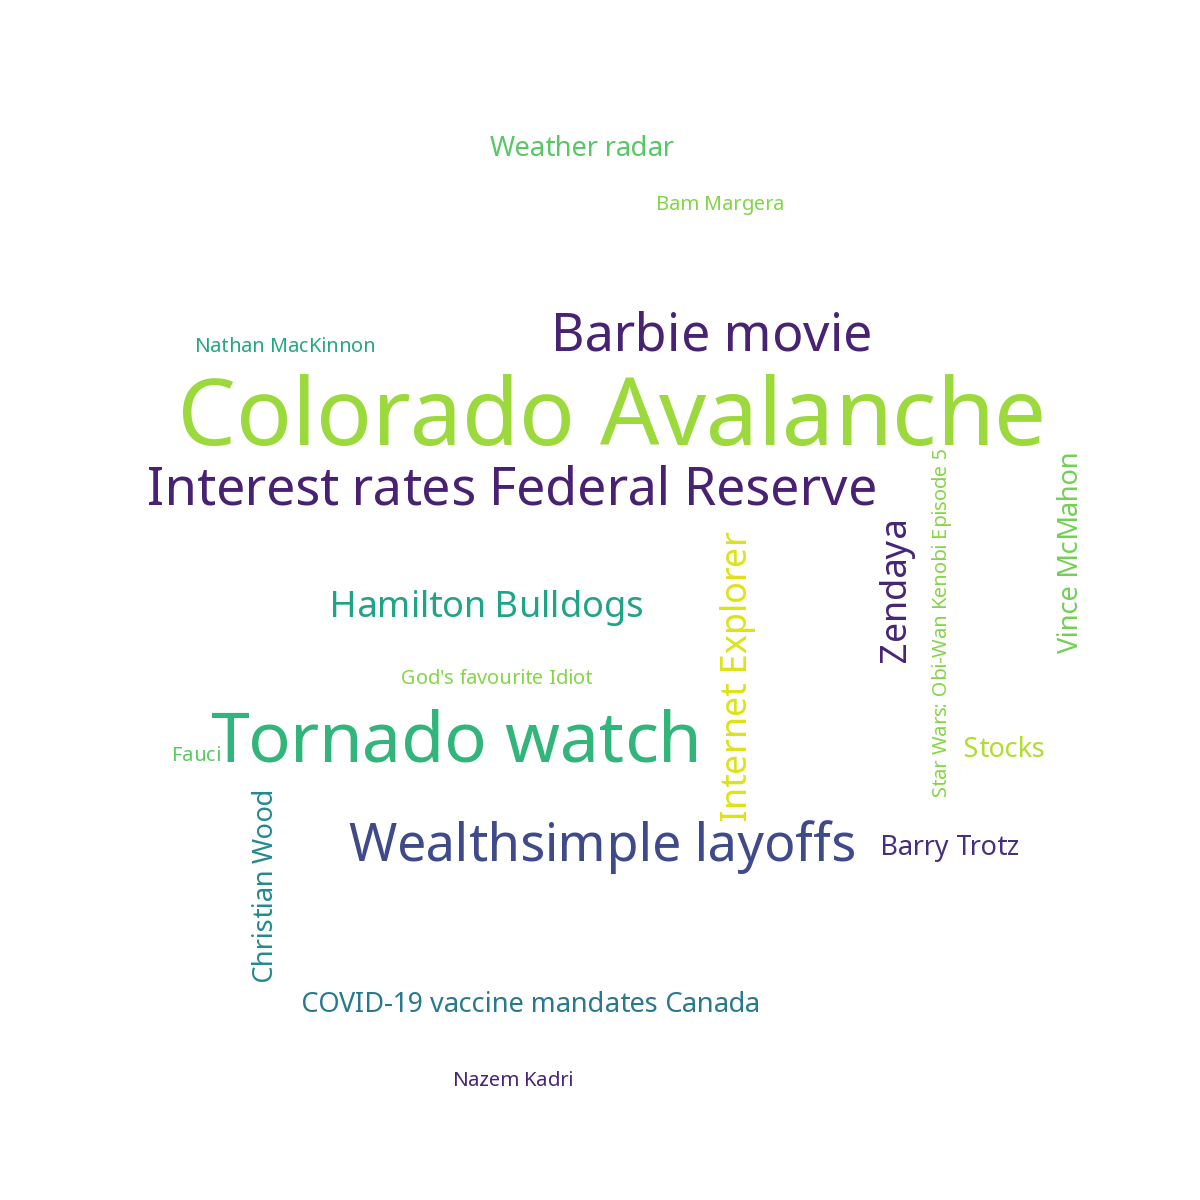 Weather radar
Bam Margera
Barbie movie
Nathan MacKinnon
Colorado Avalanche
Interest rates Federal Reserve
Star Wars: Obi-Wan Kenobi Episode 5
Vince McMahon
Zendaya
Internet Explorer
Hamilton Bulldogs
God's favourite Idiot
Tornado watch
Fauci
Stocks
Christian Wood
Wealthsimple layoffs
Barry Trotz
COVID-19 vaccine mandates Canada
Nazem Kadri